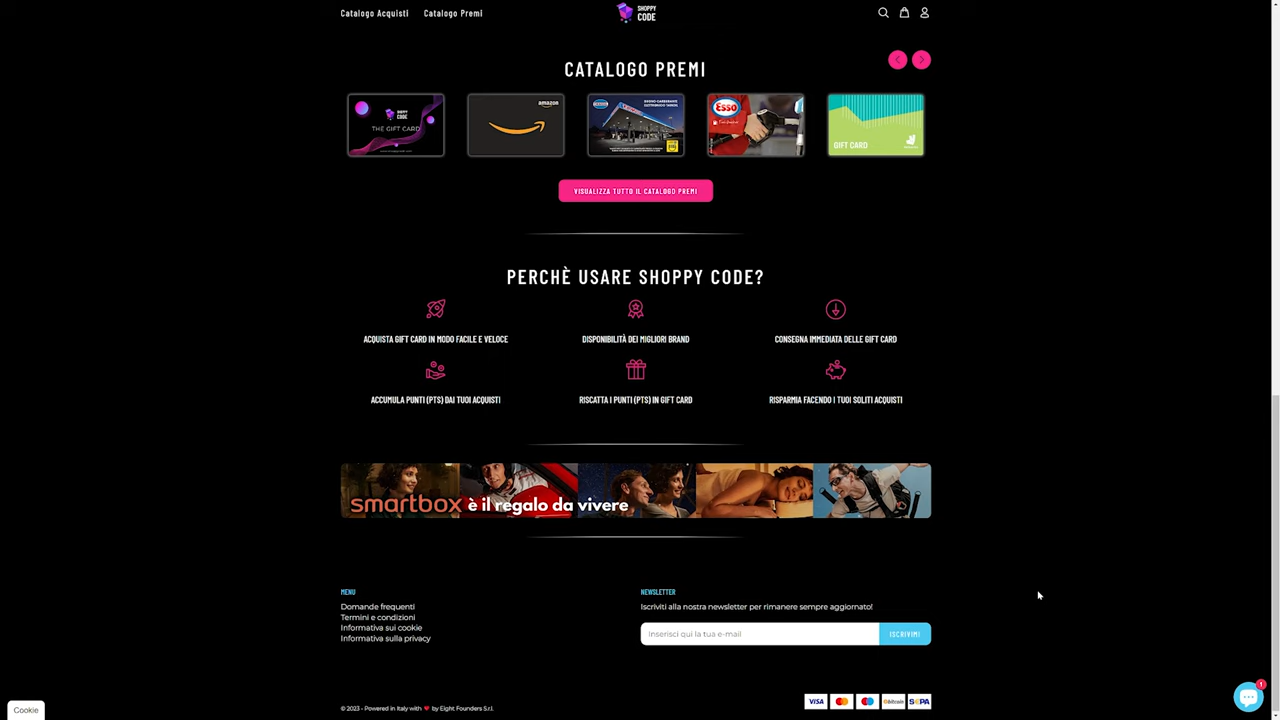 Catalogo Acquisti Catalogo Premi SHOPPY CODE
CATALOGO PREMI
SHOPPY CODE
THE GIFT CARD
amazon
Esso
GIFT CARD
VISUALIZZA TUTTO IL CATALOGO PREMI
PERCHÈ USARE SHOPPY CODE?
ACQUISTA GIFT CARD IN MODO FACILE E VELOCE
DISPONIBILITÀ DEI MIGLIORI BRAND
CONSEGNA IMMEDIATA DELLE GIFT CARD
ACCUMULA PUNTI (PTS) DAI TUOI ACQUISTI
RISCATTA I PUNTI (PTS) IN GIFT CARD
RISPARMIA FACENDO I TUOI SOLITI ACQUISTI
smartbox è il regalo da vivere
MENU
Domande frequenti
Termini e condizioni
Informativa sui cookie
Informativa sulla privacy
NEWSLETTER
Iscriviti alla nostra newsletter per rimanere sempre aggiornato!
Inserisci qui la tua e-mail
ISCRIVIMI
1
Cookie
© 2023 - Powered in Italy with ❤ by Eight Founders S.r.l.
VISA bitcoin SEPA